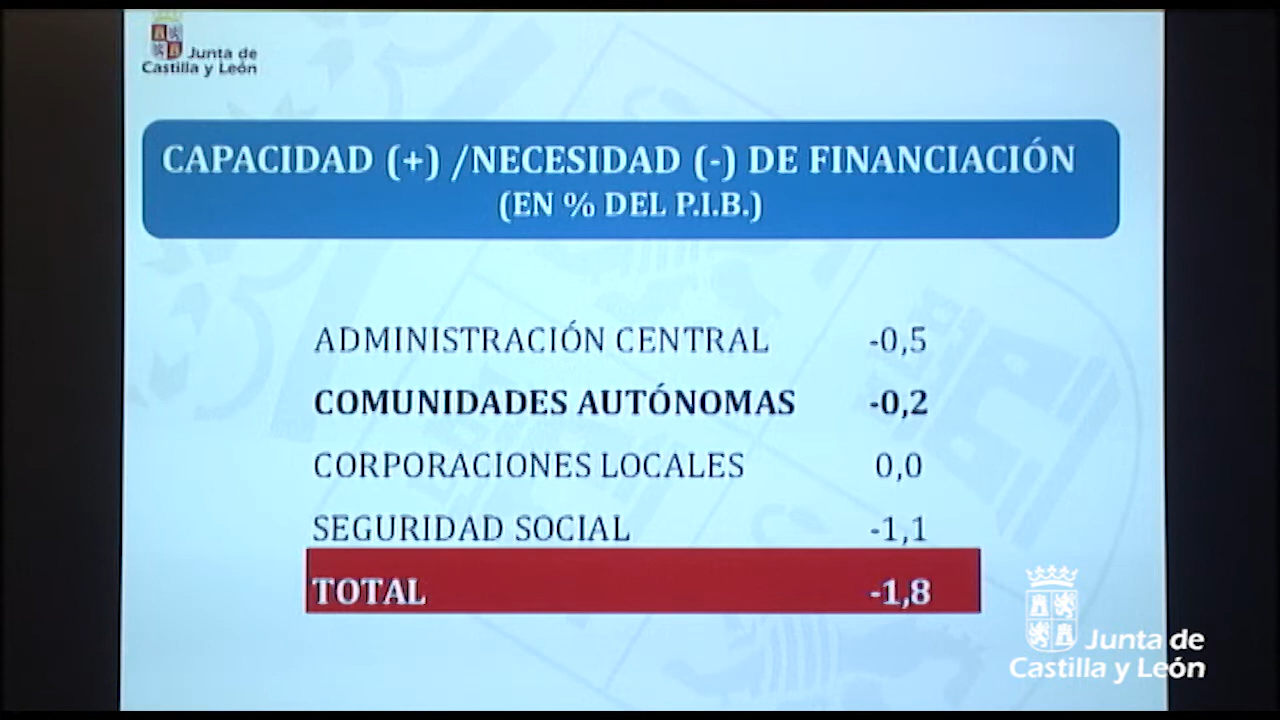 Junta de
Castilla y León
CAPACIDAD (+) /NECESIDAD (-) DE FINANCIACIÓN
(EN % DEL P.I.B.)
ADMINISTRACIÓN CENTRAL -0,5
COMUNIDADES AUTÓNOMAS -0,2
CORPORACIONES LOCALES 0,0
SEGURIDAD SOCIAL -1,1
TOTAL -1,8
Junta de
Castilla y León